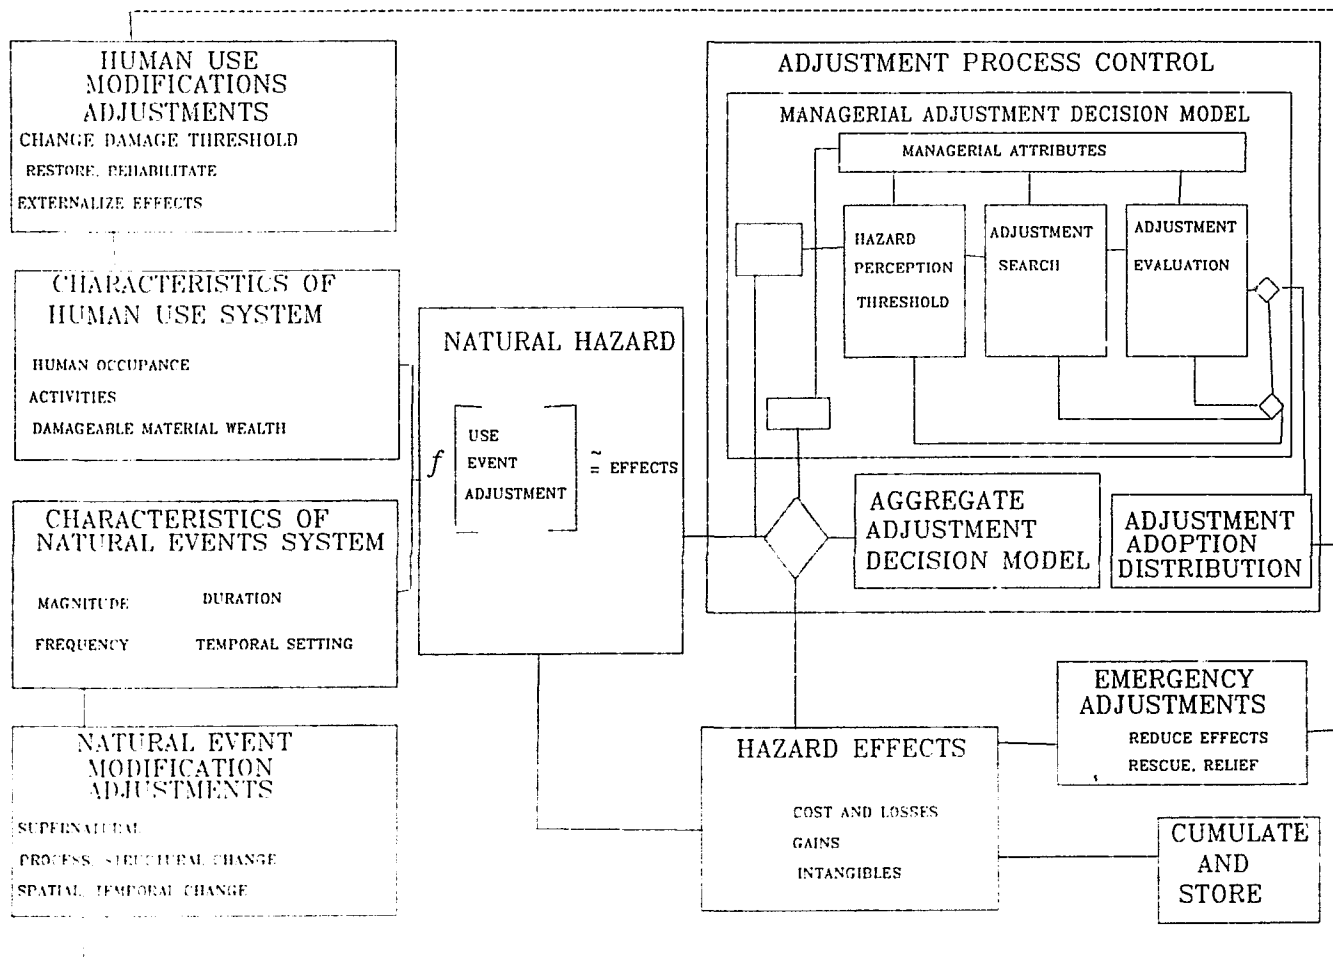 HUMAN USE
MODIFICATIONS
ADJUSTMENTS
CHANGE DAMAGE THRESHOLD
RESTORE, REHABILITATE
EXTERNALIZE EFFECTS
CHARACTERISTICS OF
HUMAN USE SYSTEM
HUMAN OCCUPANCE
ACTIVITIES
DAMAGEABLE MATERIAL WEALTH
CHARACTERISTICS OF
NATURAL EVENTS SYSTEM
MAGNITUDE DURATION
FREQUENCY TEMPORAL SETTING
NATURAL EVENT
MODIFICATION
ADJUSTMENTS
SUPERNATURAL
PROCESS, STRUCTURAL CHANGE
SPATIAL, TEMPORAL CHANGE
NATURAL HAZARD
f
USE
EVENT
ADJUSTMENT
≅ EFFECTS
ADJUSTMENT PROCESS CONTROL
MANAGERIAL ADJUSTMENT DECISION MODEL
MANAGERIAL ATTRIBUTES
HAZARD
PERCEPTION
THRESHOLD
ADJUSTMENT
SEARCH
ADJUSTMENT
EVALUATION
AGGREGATE
ADJUSTMENT
DECISION MODEL
ADJUSTMENT
ADOPTION
DISTRIBUTION
HAZARD EFFECTS
COST AND LOSSES
GAINS
INTANGIBLES
EMERGENCY
ADJUSTMENTS
REDUCE EFFECTS
RESCUE, RELIEF
CUMULATE
AND
STORE